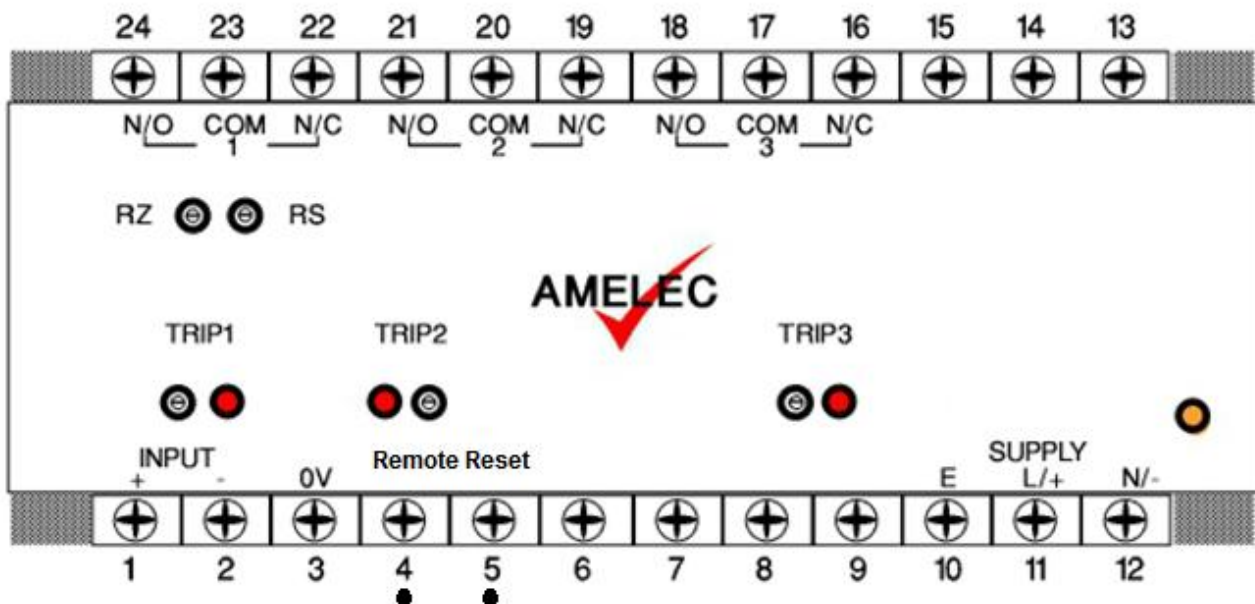 24 23 22 21 20 19 18 17 16 15 14 13
N/O COM N/C N/O COM N/C N/O COM N/C
1 2 3
RZ RS
AMELEC
TRIP1 TRIP2 TRIP3
INPUT Remote Reset SUPPLY
+ - 0V E L/+ N/-
1 2 3 4 5 6 7 8 9 10 11 12